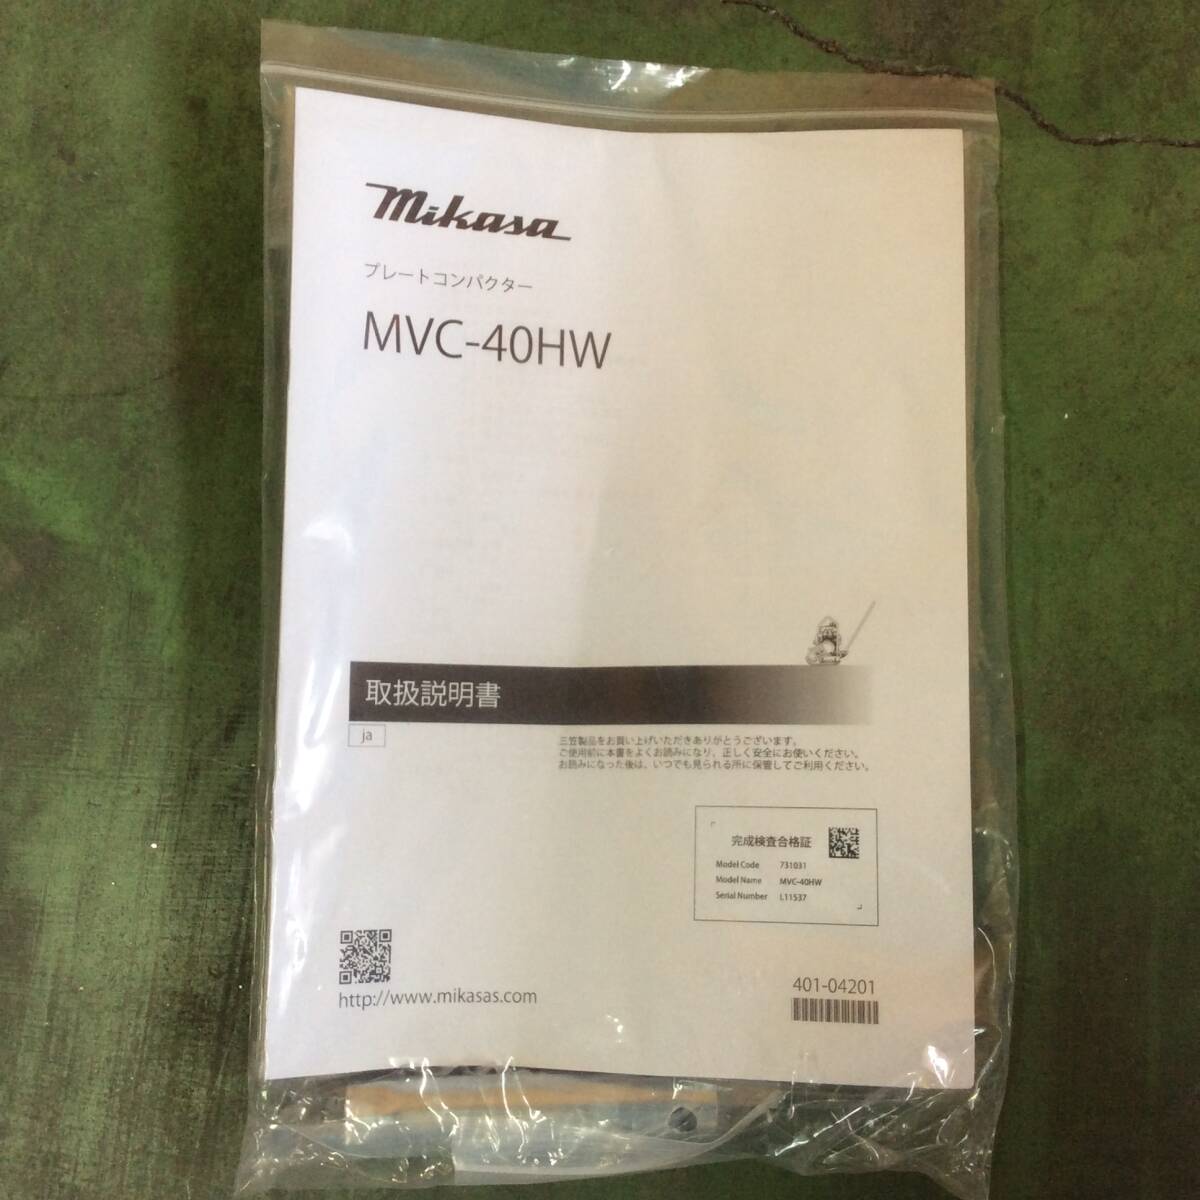 mikasa
プレートコンパクター
MVC-40HW
取扱説明書
ja
三笠製品をお買い上げいただきありがとうございます。
ご使用前に本書をよくお読みになり、正しく安全にお使いください。
お読みになった後は、いつでも見られる所に保管してご利用ください。
完成検査合格証
Model Code 731031
Model Name MVC-40HW
Serial Number L11537
http://www.mikasas.com
401-04201